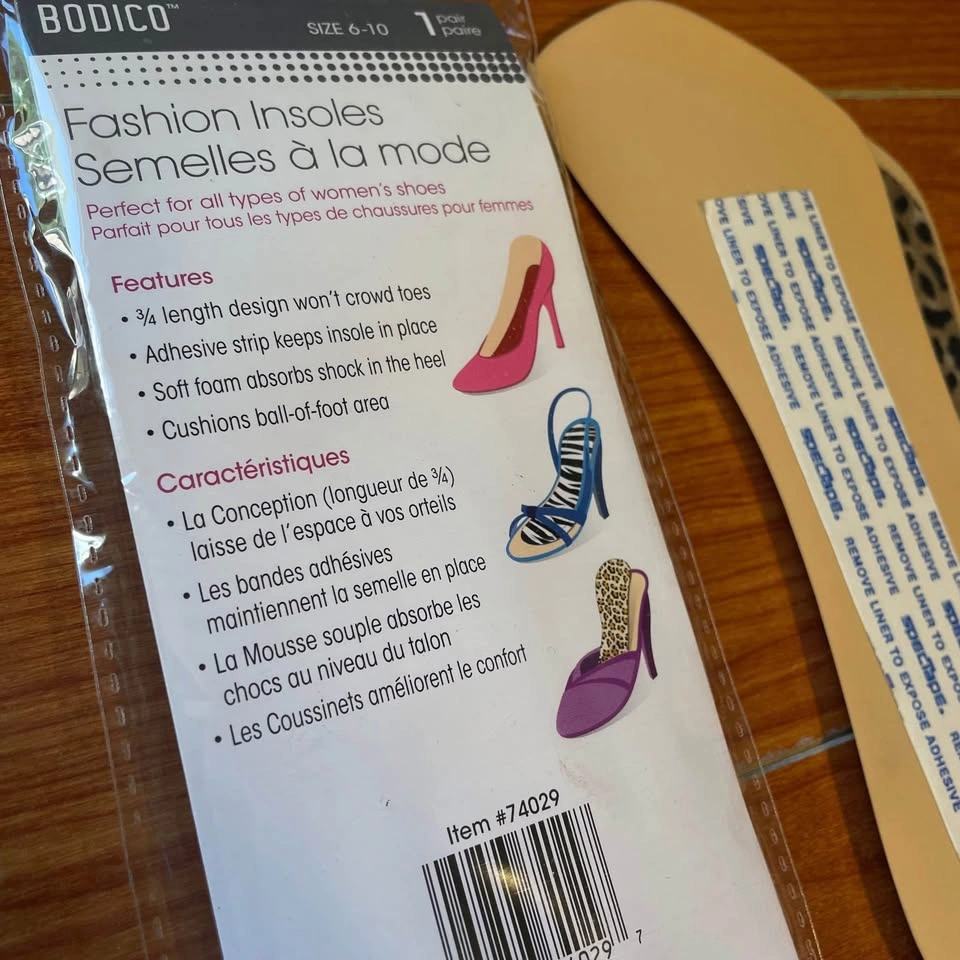 BODICO™
SIZE 6-10
1 pair
paire
Fashion Insoles
Semelles à la mode
Perfect for all types of women's shoes
Parfait pour tous les types de chaussures pour femmes
Features
• ¾ length design won't crowd toes
• Adhesive strip keeps insole in place
• Soft foam absorbs shock in the heel
• Cushions ball-of-foot area
Caractéristiques
• La Conception (longueur de ¾)
laisse de l'espace à vos orteils
• Les bandes adhésives
maintiennent la semelle en place
• La Mousse souple absorbe les
chocs au niveau du talon
• Les Coussinets améliorent le confort
Item #74029
7
REMOVE LINER TO EXPOSE ADHESIVE
spectape.